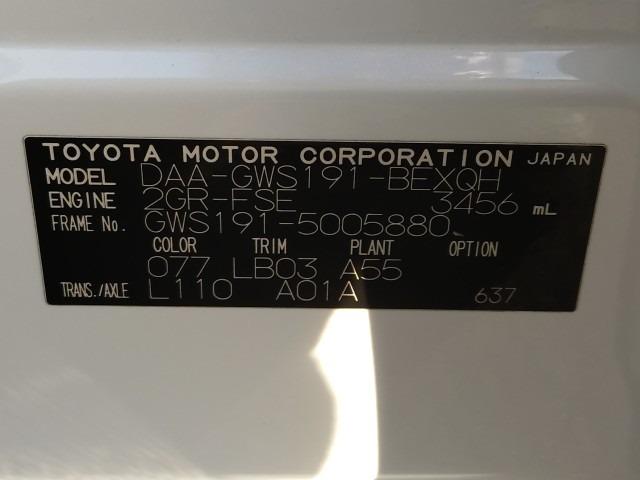 TOYOTA MOTOR CORPORATION JAPAN
MODEL DAA-GWS191-BEXQH
ENGINE 2GR-FSE 3456 mL
FRAME No. GWS191-5005880
COLOR TRIM PLANT OPTION
077 LB03 A55
TRANS./AXLE L110 A01A 637